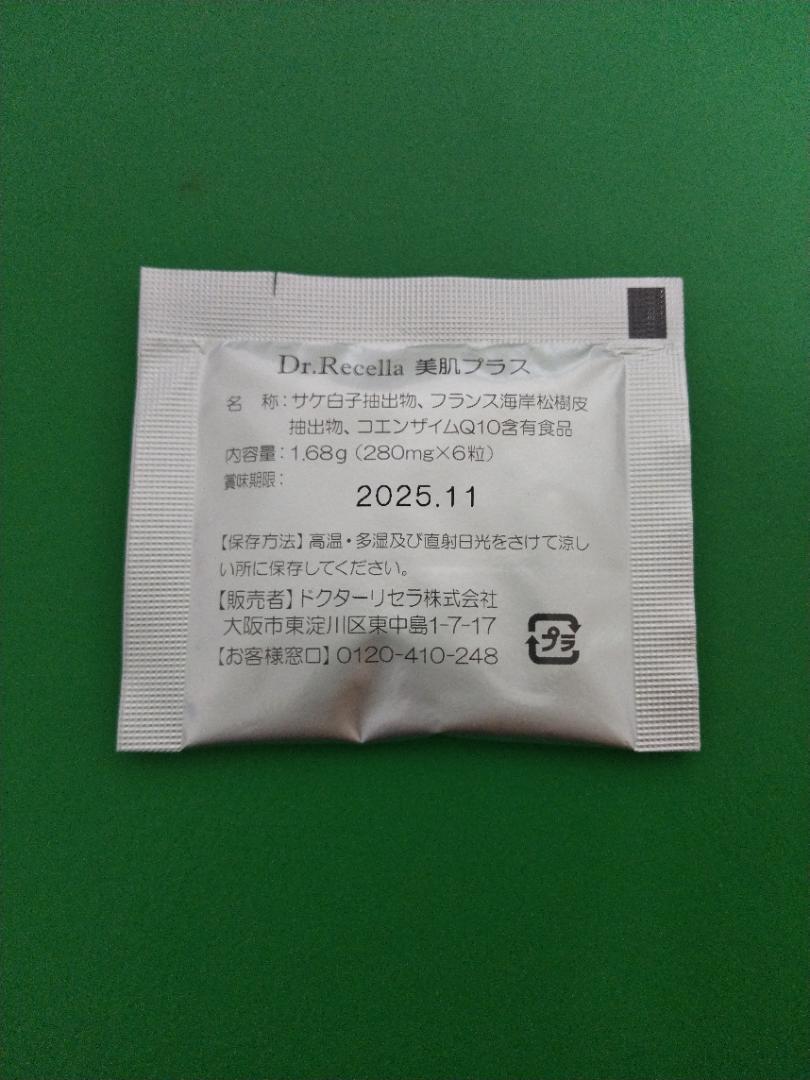 Dr.Recella 美肌プラス
名　称：サケ白子抽出物、フランス海岸松樹皮
抽出物、コエンザイムQ10含有食品
内容量：1.68g（280mg×6粒）
賞味期限：
2025.11
【保存方法】高温・多湿及び直射日光をさけて涼し
い所に保存してください。
【販売者】ドクターリセラ株式会社
大阪市東淀川区東中島1-7-17
【お客様窓口】0120-410-248
プラ